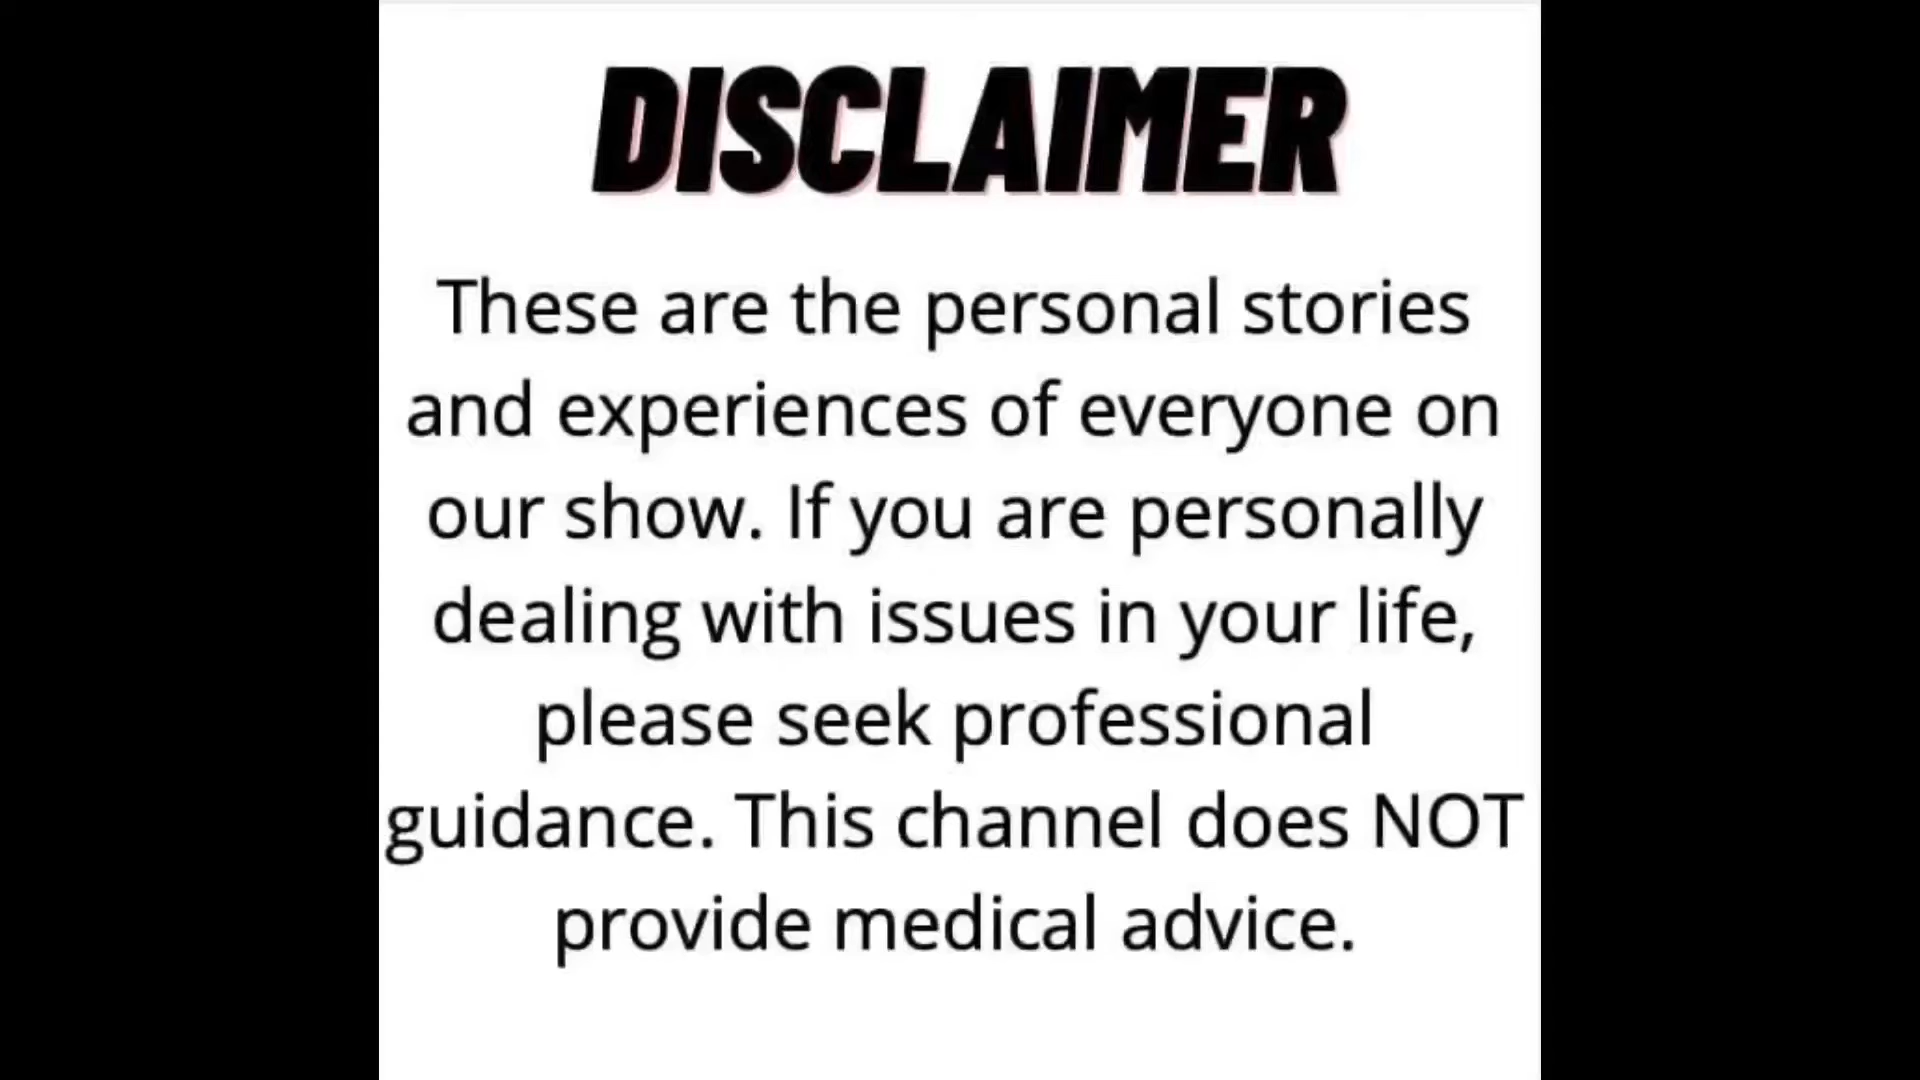 DISCLAIMER
These are the personal stories
and experiences of everyone on
our show. If you are personally
dealing with issues in your life,
please seek professional
guidance. This channel does NOT
provide medical advice.